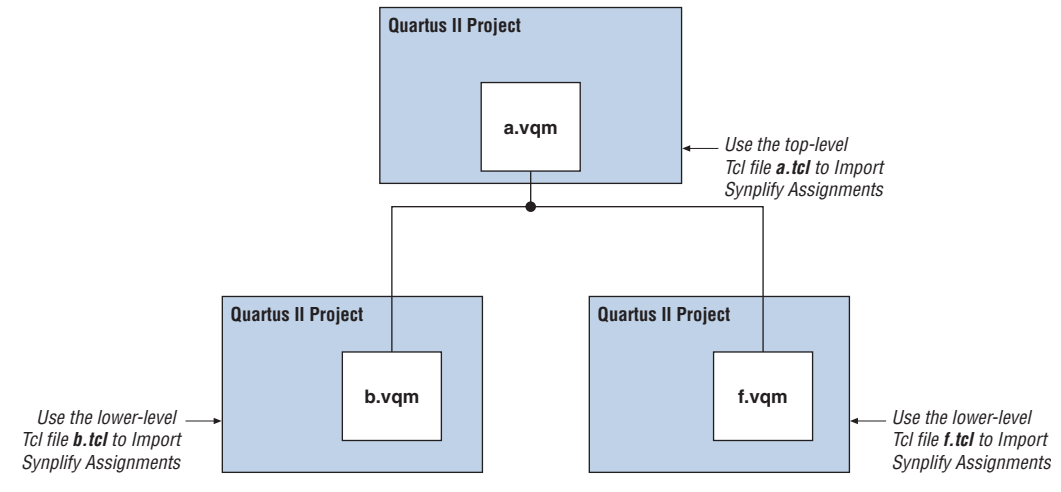 Quartus II Project
a.vqm
Use the top-level
Tcl file a.tcl to Import
Synplify Assignments
Quartus II Project
b.vqm
Use the lower-level
Tcl file b.tcl to Import
Synplify Assignments
Quartus II Project
f.vqm
Use the lower-level
Tcl file f.tcl to Import
Synplify Assignments